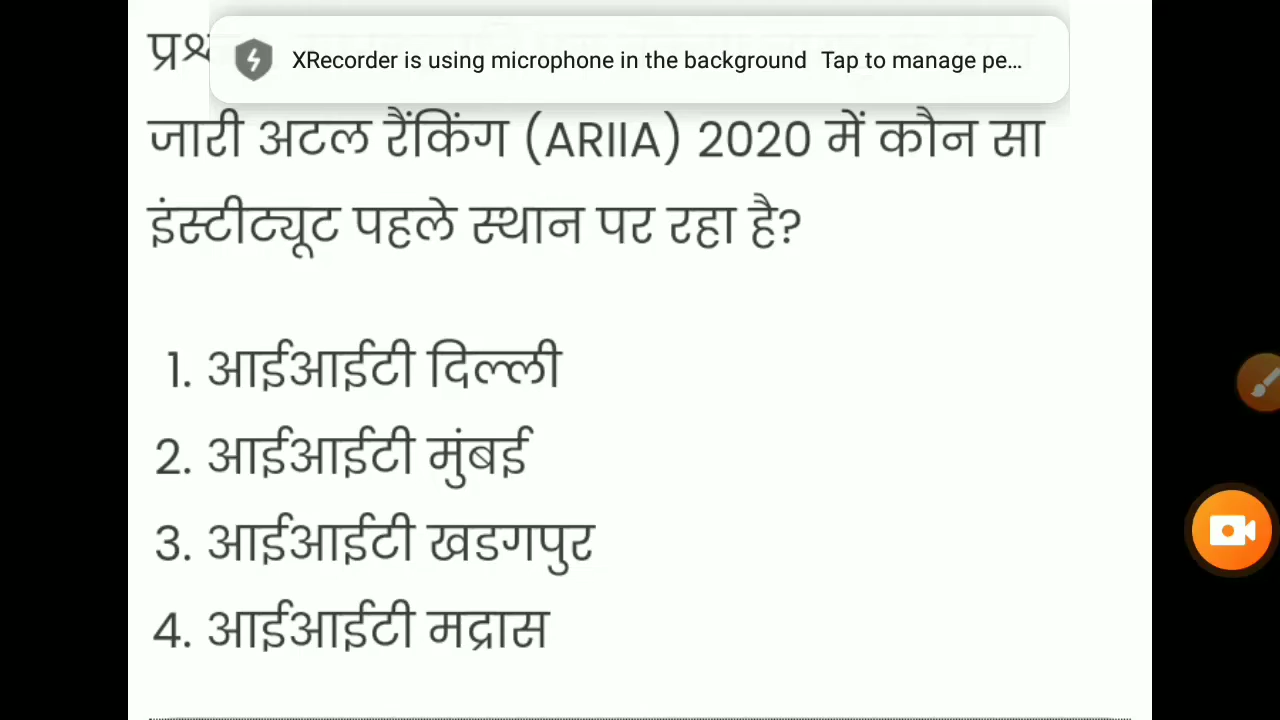 XRecorder is using microphone in the background Tap to manage pe...
जारी अटल रैंकिंग (ARIIA) 2020 में कौन सा
इंस्टीट्यूट पहले स्थान पर रहा है?
1. आईआईटी दिल्ली
2. आईआईटी मुंबई
3. आईआईटी खडगपुर
4. आईआईटी मद्रास